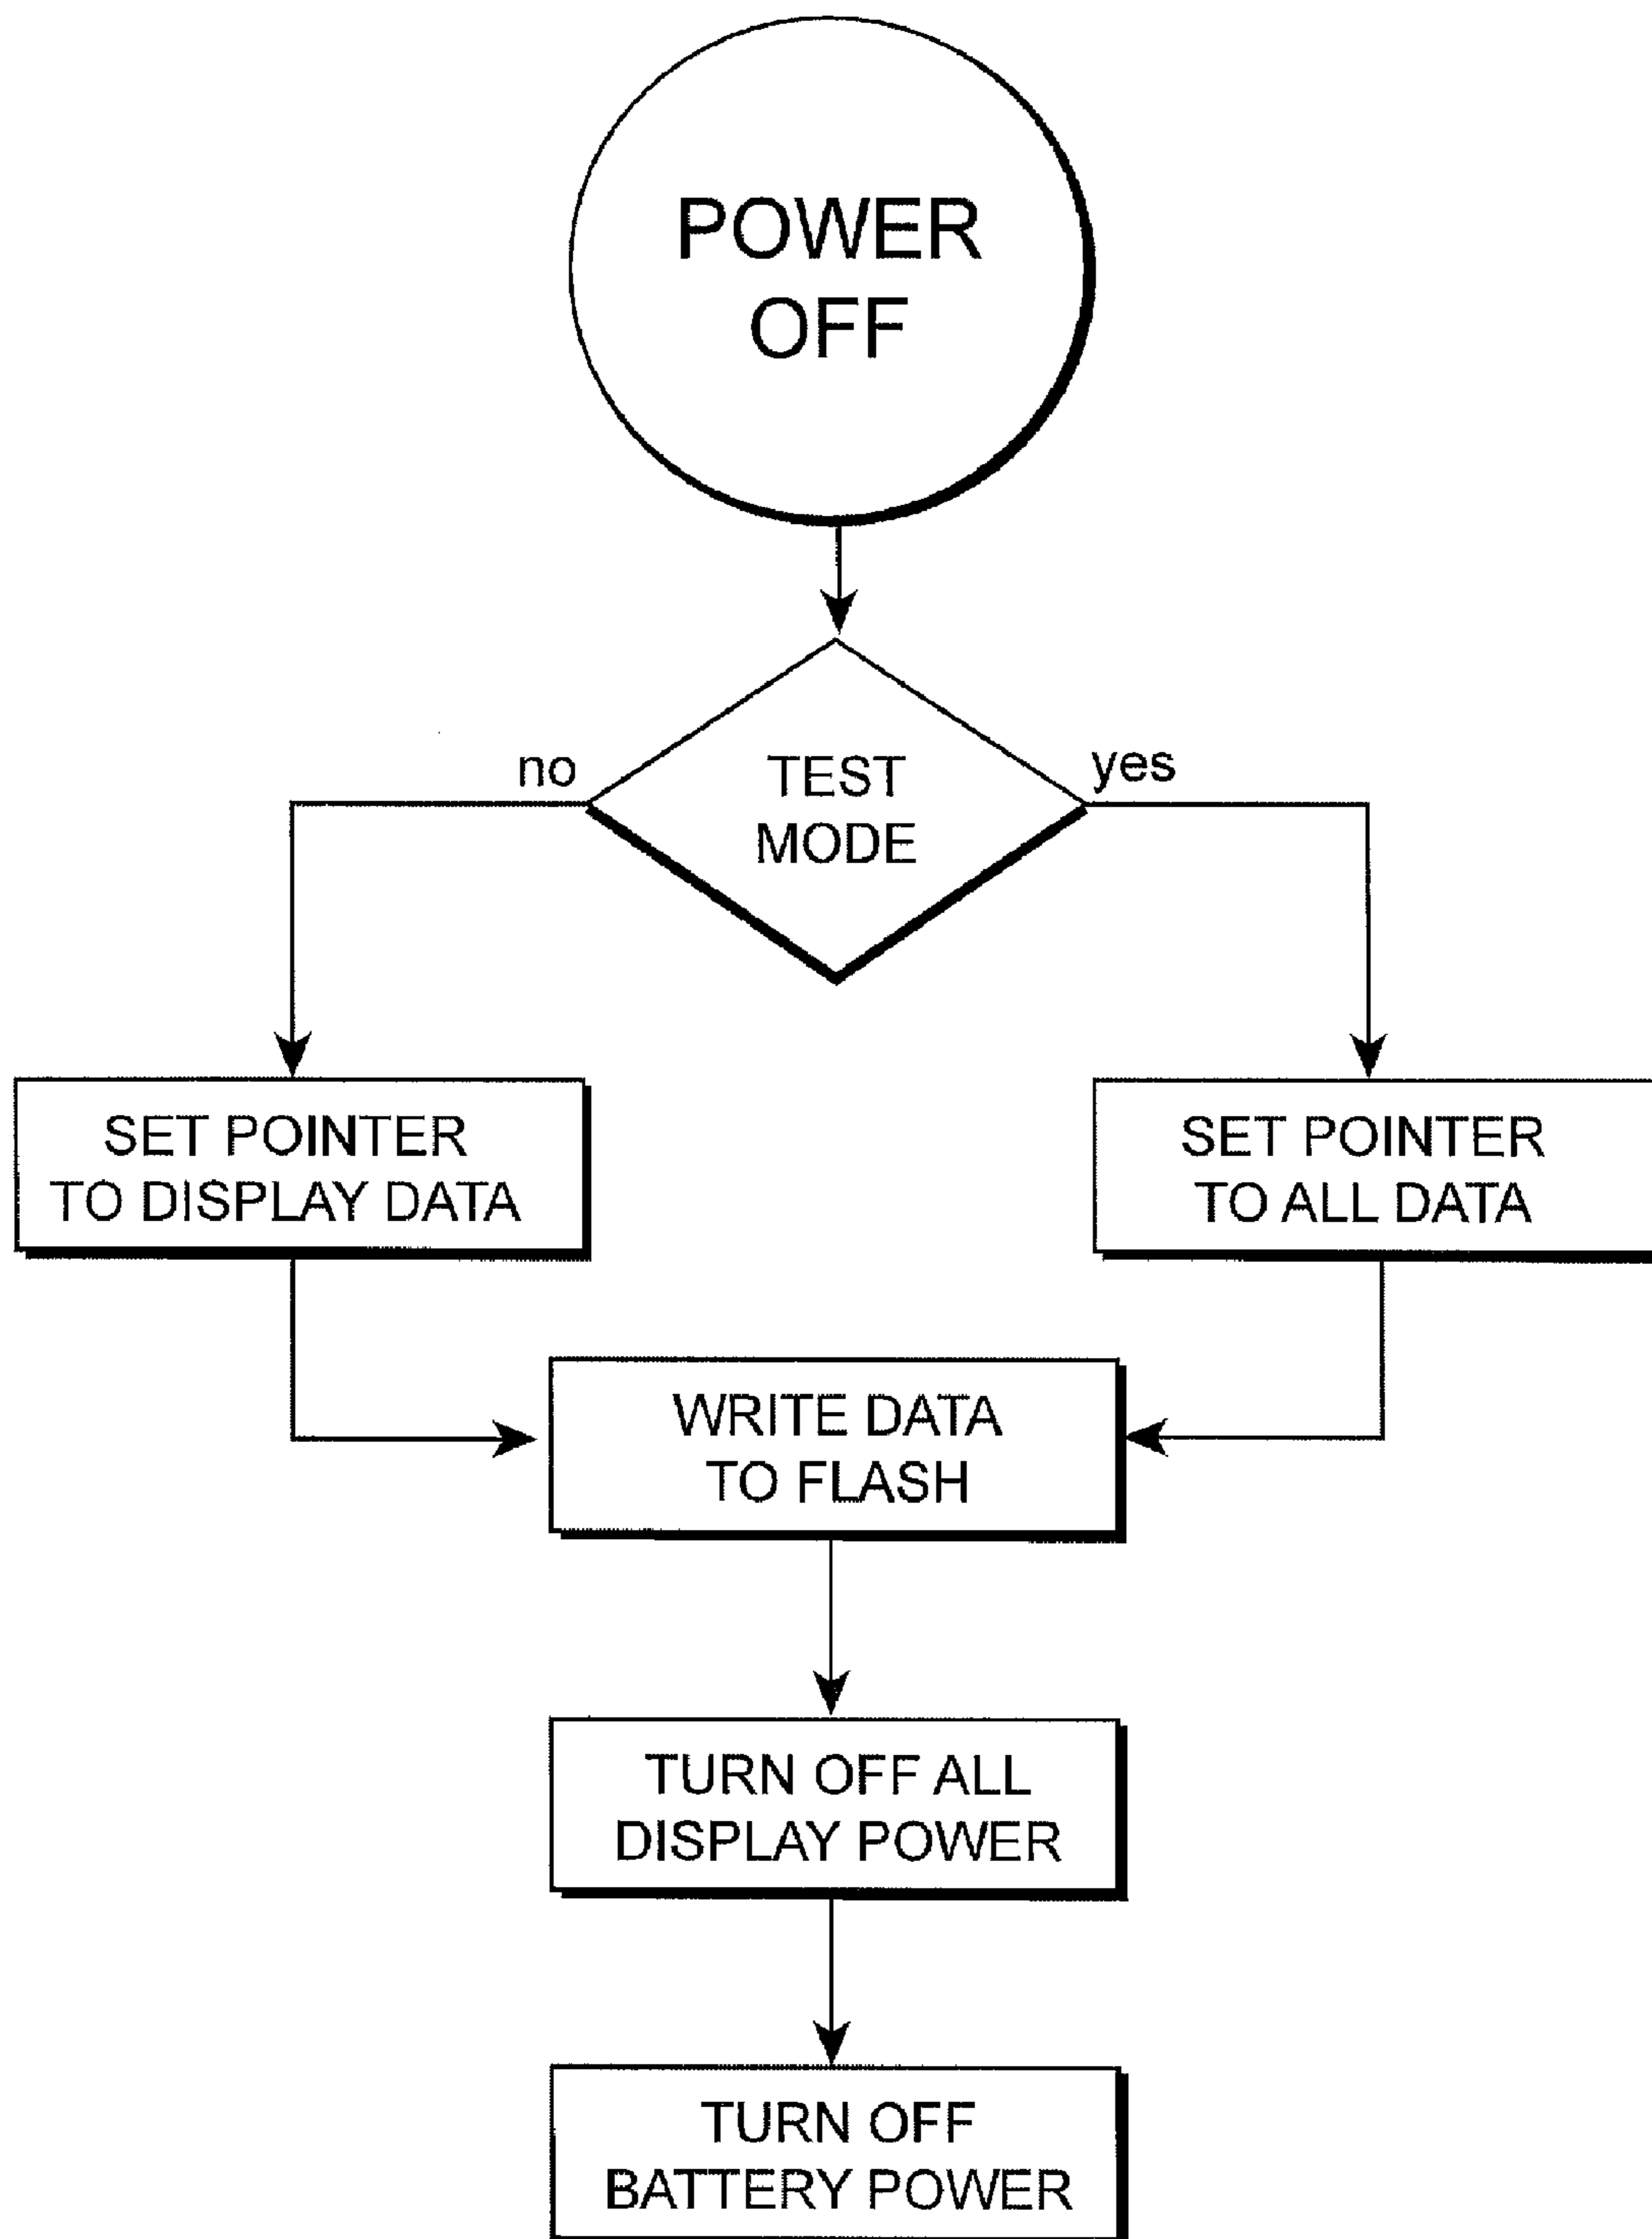 POWER
OFF
no
TEST
MODE
yes
SET POINTER
TO DISPLAY DATA
SET POINTER
TO ALL DATA
WRITE DATA
TO FLASH
TURN OFF ALL
DISPLAY POWER
TURN OFF
BATTERY POWER